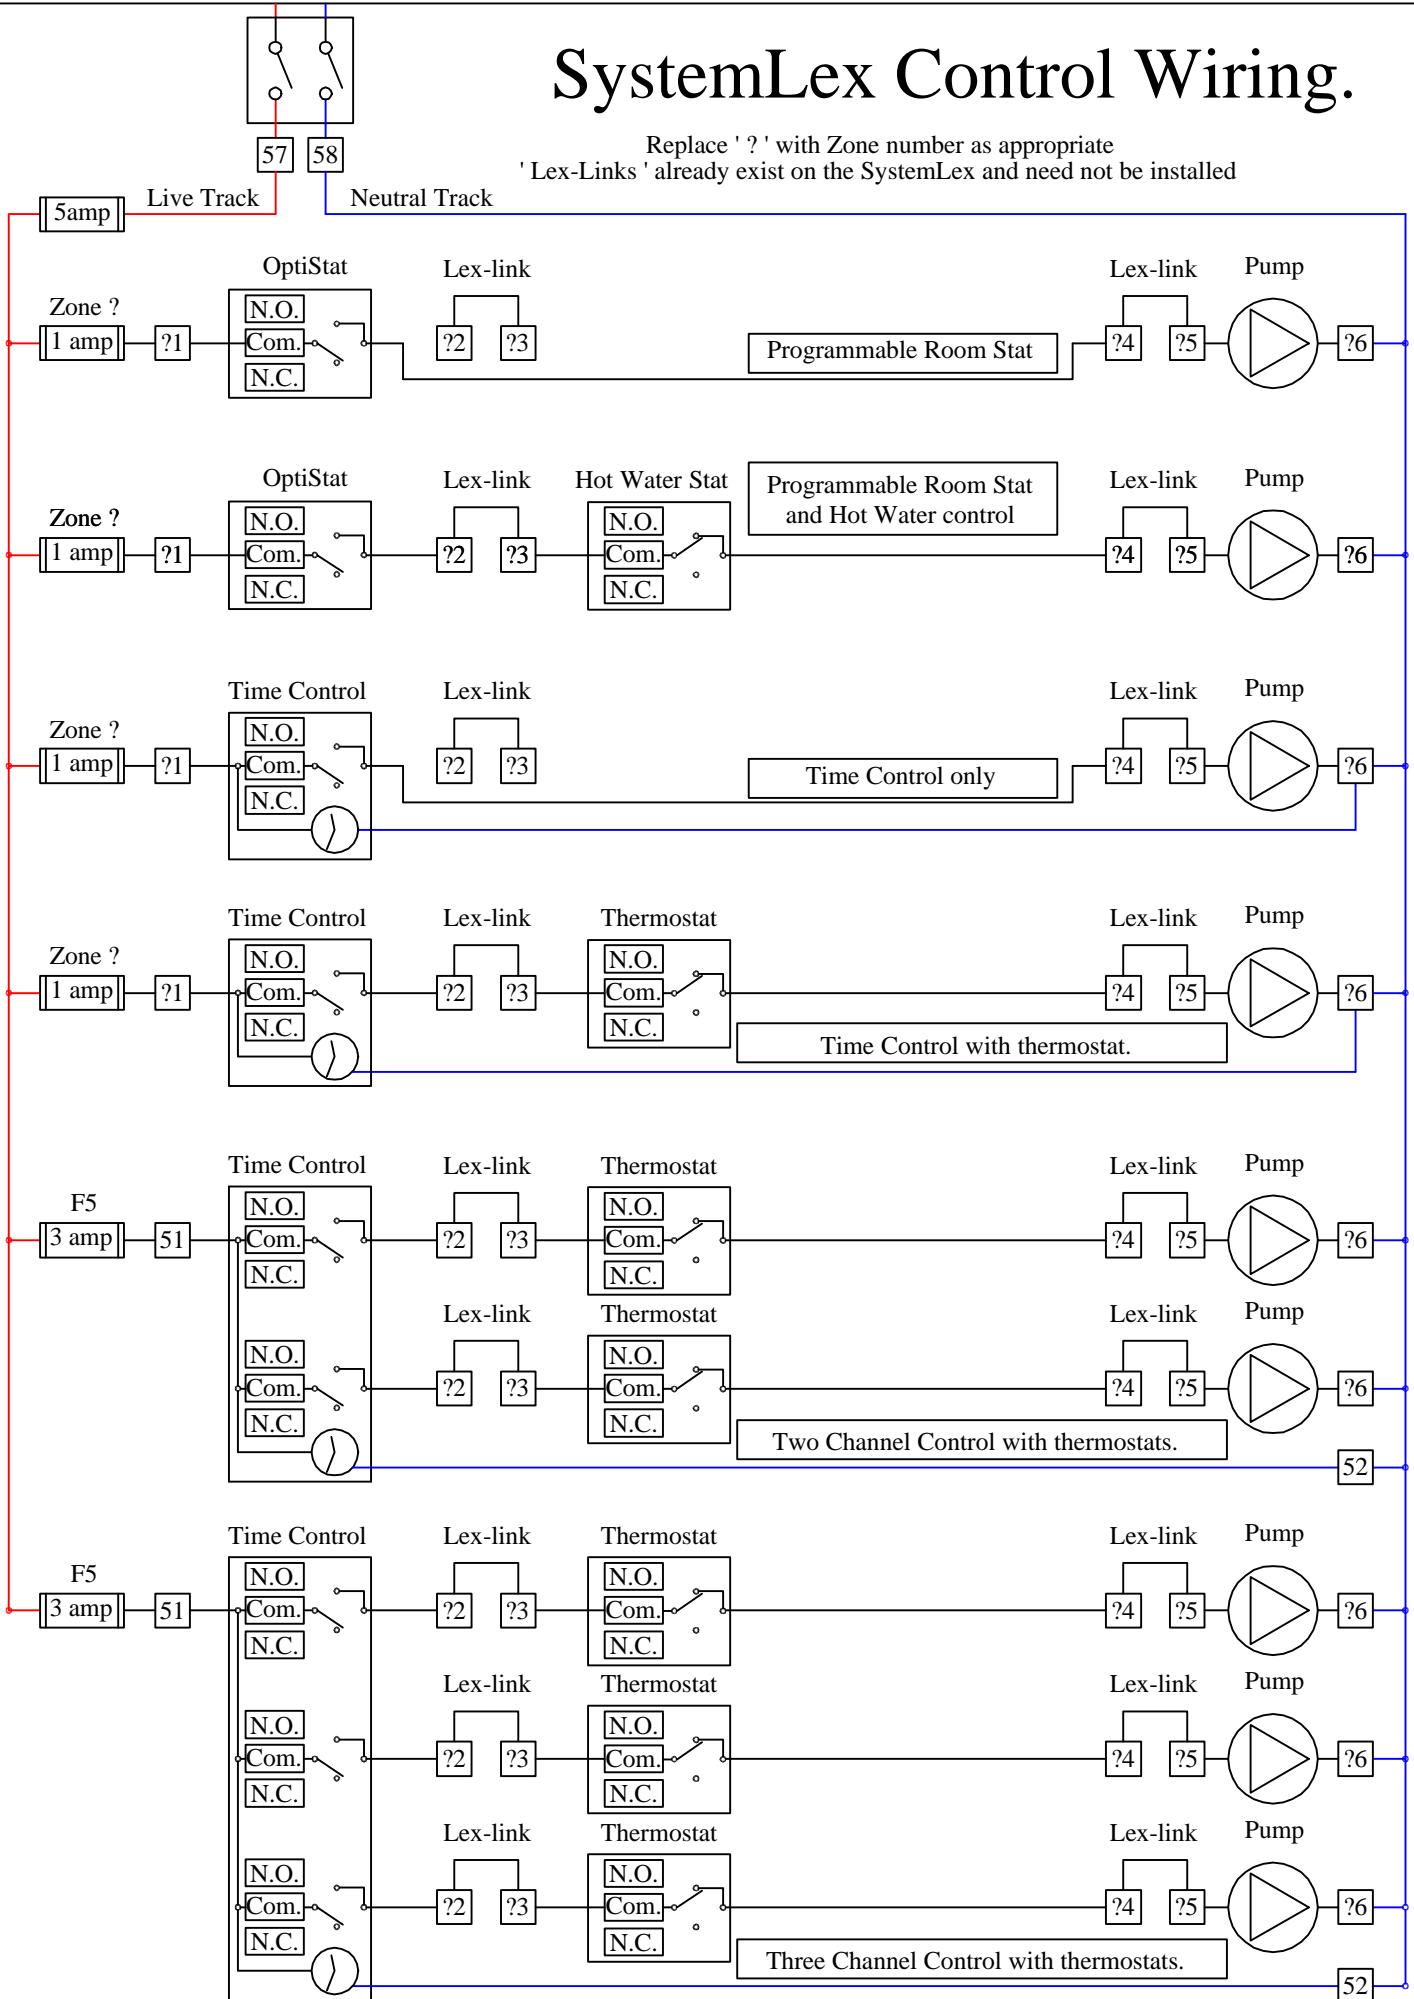 SystemLex Control Wiring.
Replace ' ? ' with Zone number as appropriate
' Lex-Links ' already exist on the SystemLex and need not be installed
57 58
5amp Live Track Neutral Track
OptiStat Lex-link Lex-link Pump
Zone ? N.O.
1 amp ?1 Com. ?2 ?3 Programmable Room Stat ?4 ?5 ?6
N.C.
OptiStat Lex-link Hot Water Stat Programmable Room Stat Lex-link Pump
Zone ? N.O. N.O. and Hot Water control
1 amp ?1 Com. ?2 ?3 Com. ?4 ?5 ?6
N.C. N.C.
Time Control Lex-link Lex-link Pump
Zone ? N.O.
1 amp ?1 Com. ?2 ?3 Time Control only ?4 ?5 ?6
N.C.
Time Control Lex-link Thermostat Lex-link Pump
Zone ? N.O. N.O.
1 amp ?1 Com. ?2 ?3 Com. ?4 ?5 ?6
N.C. N.C.
Time Control with thermostat.
Time Control Lex-link Thermostat Lex-link Pump
F5 N.O. N.O.
3 amp 51 Com. ?2 ?3 Com. ?4 ?5 ?6
N.C. N.C.
Lex-link Thermostat Lex-link Pump
N.O. N.O.
Com. ?2 ?3 Com. ?4 ?5 ?6
N.C. N.C.
Two Channel Control with thermostats.
52
Time Control Lex-link Thermostat Lex-link Pump
F5 N.O. N.O.
3 amp 51 Com. ?2 ?3 Com. ?4 ?5 ?6
N.C. N.C.
Lex-link Thermostat Lex-link Pump
N.O. N.O.
Com. ?2 ?3 Com. ?4 ?5 ?6
N.C. N.C.
Lex-link Thermostat Lex-link Pump
N.O. N.O.
Com. ?2 ?3 Com. ?4 ?5 ?6
N.C. N.C.
Three Channel Control with thermostats.
52